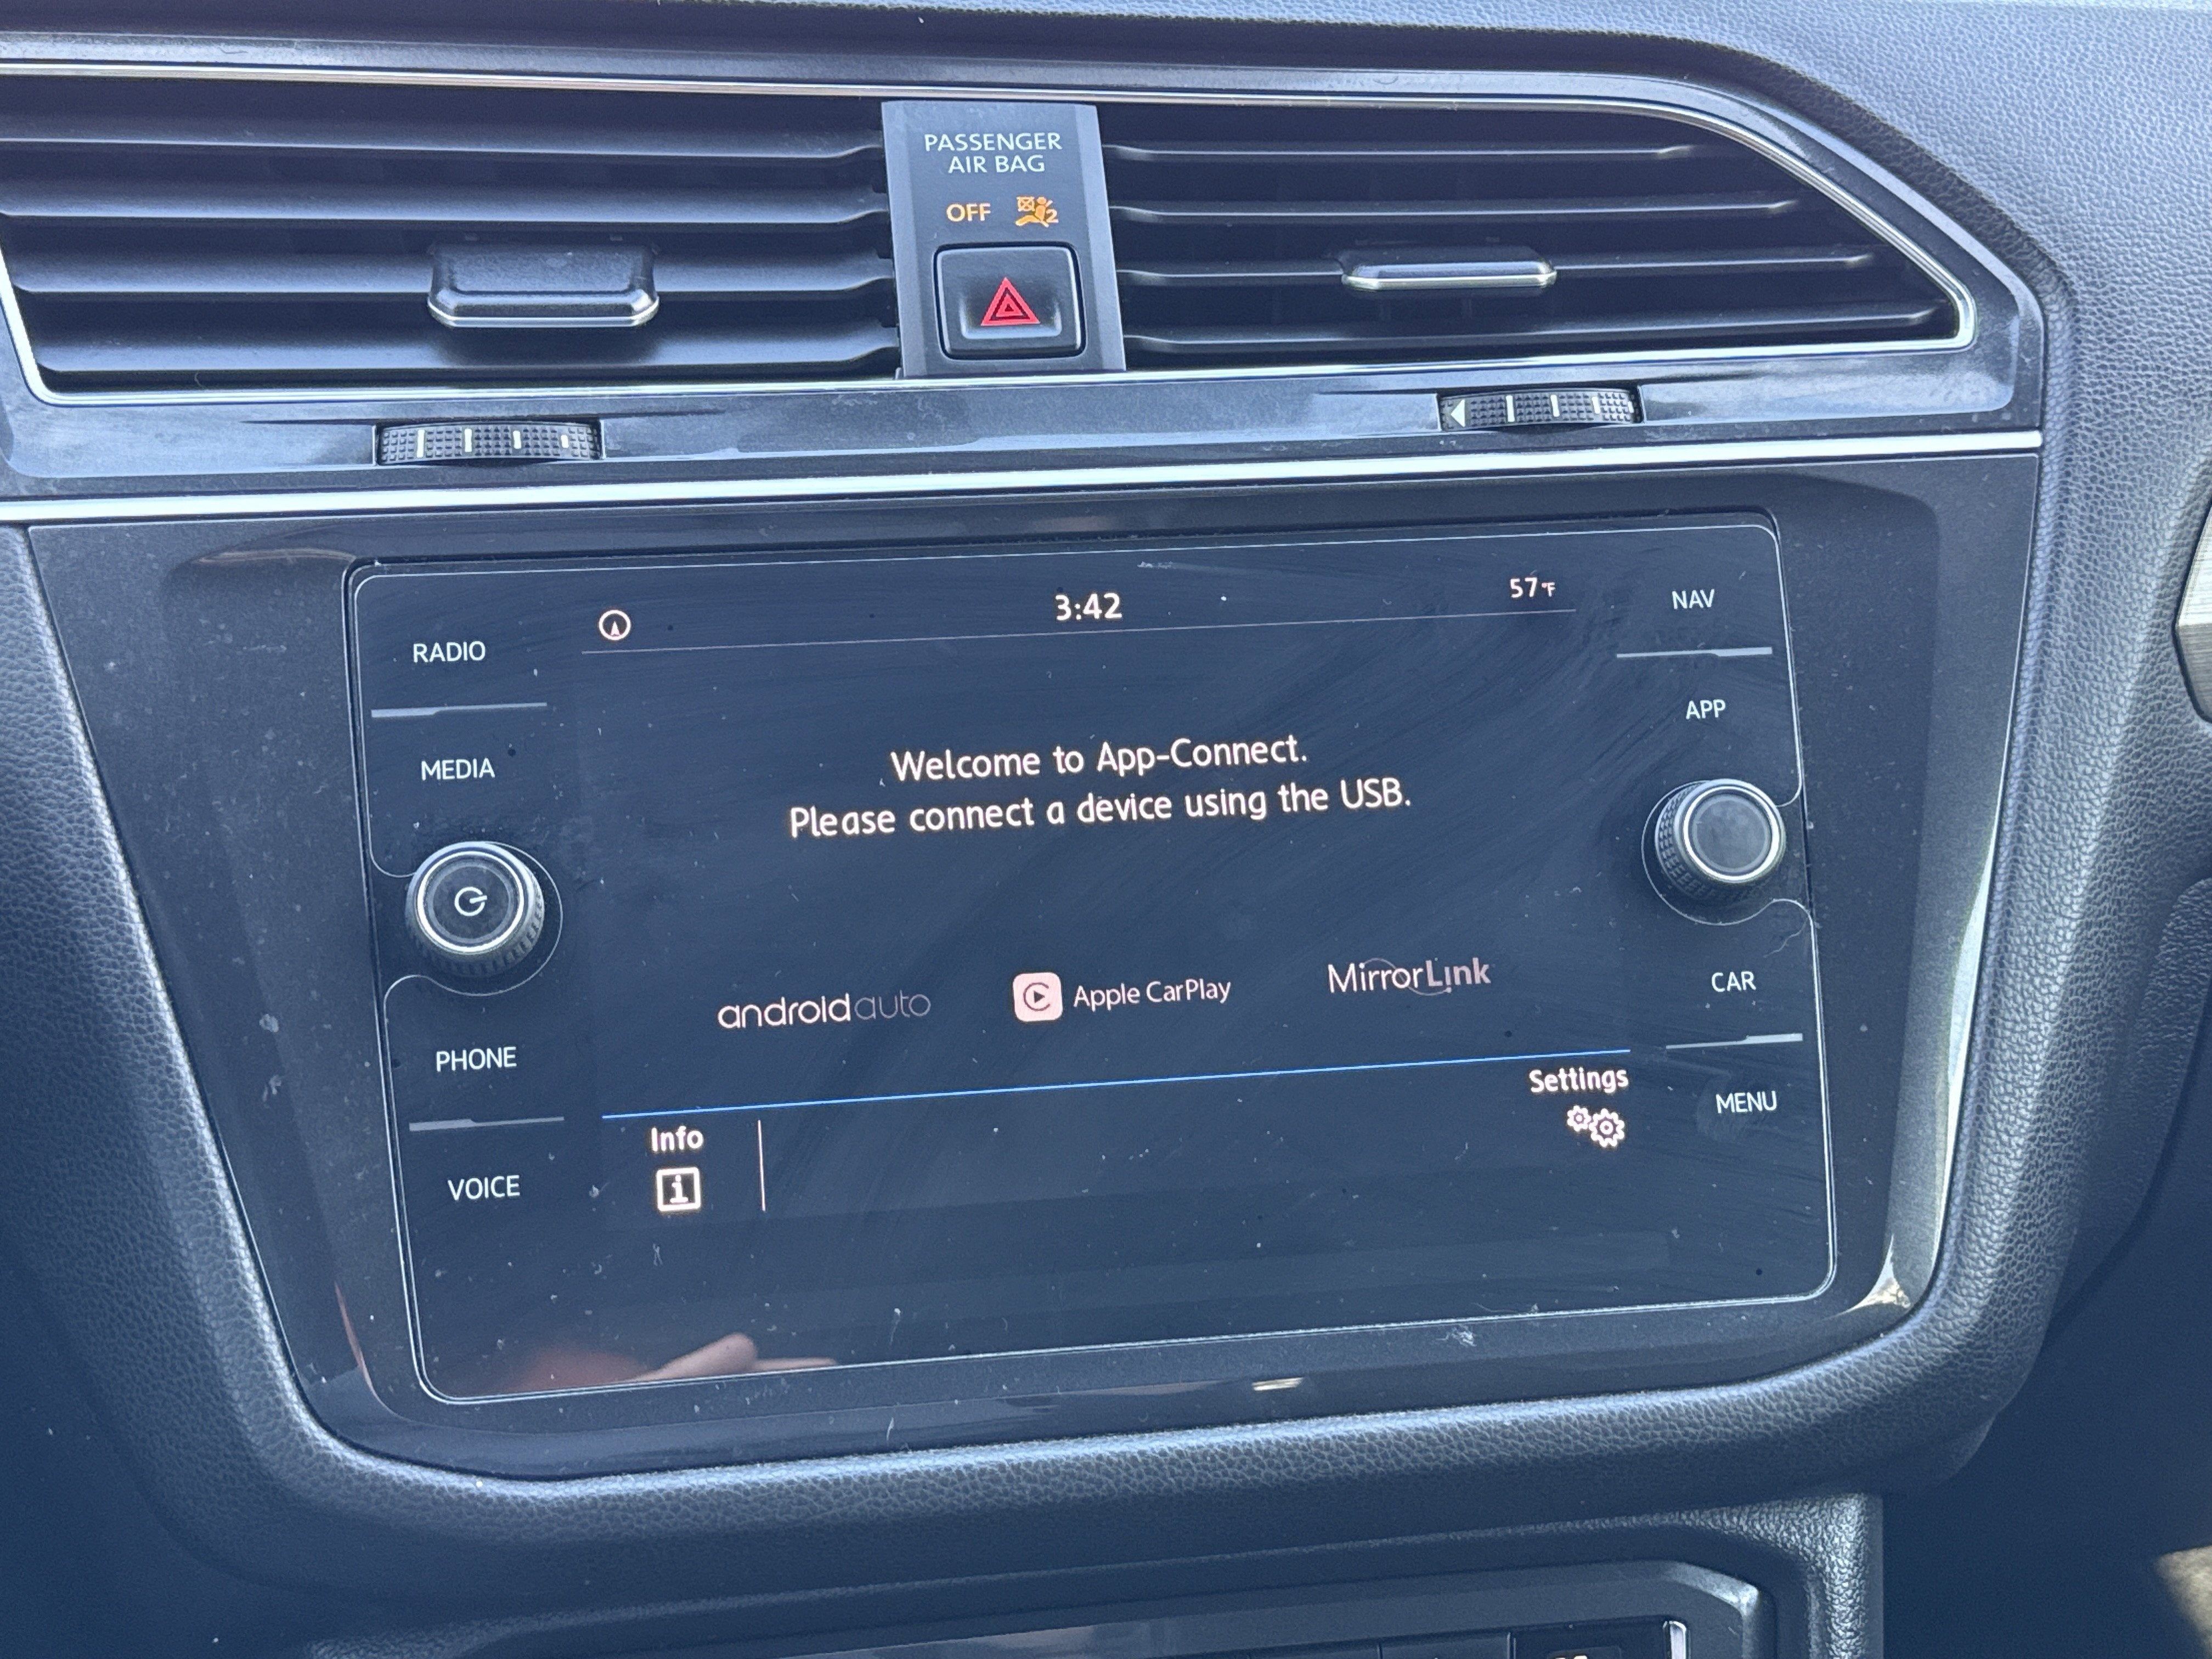 PASSENGER
AIR BAG
OFF
2
3:42
57°F
RADIO
MEDIA
PHONE
VOICE
NAV
APP
CAR
MENU
Welcome to App-Connect.
Please connect a device using the USB.
androidauto
Apple CarPlay
MirrorLink
Settings
Info
i